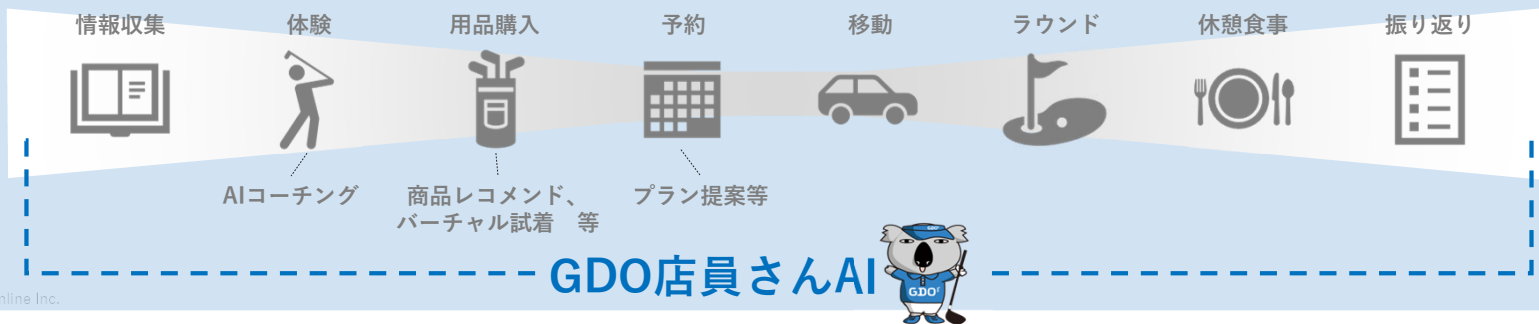 情報収集
体験
用品購入
予約
移動
ラウンド
休憩食事
振り返り
AIコーチング
商品レコメンド、
バーチャル試着　等
プラン提案等
GDO店員さんAI
GDO
nline Inc.